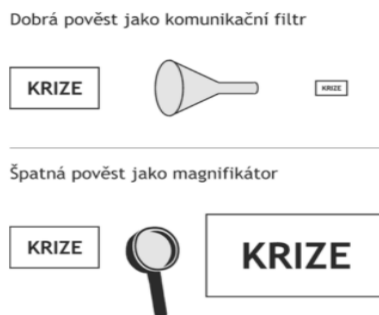 Dobrá pověst jako komunikační filtr
KRIZE KRIZE
Špatná pověst jako magnifikátor
KRIZE KRIZE